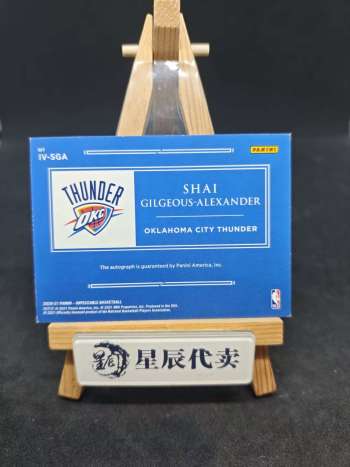 №
IV-SGA
PANINI
THUNDER
OKC
SHAI
GILGEOUS-ALEXANDER
OKLAHOMA CITY THUNDER
The autograph is guaranteed by Panini America, Inc.
2020-21 PANINI - IMPECCABLE BASKETBALL
星辰代卖